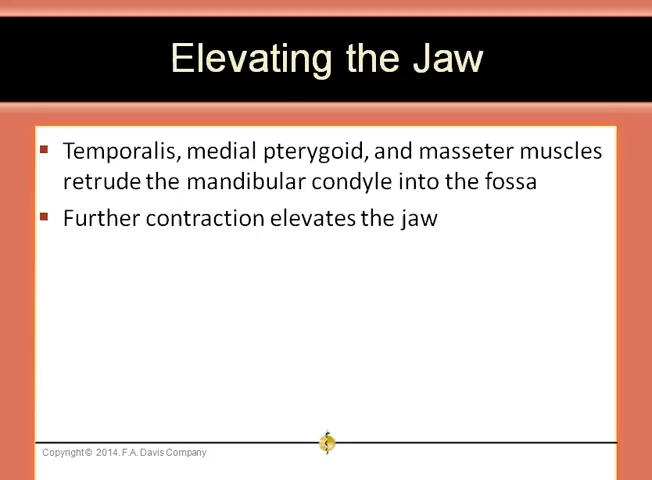 Elevating the Jaw
Temporalis, medial pterygoid, and masseter muscles
retrude the mandibular condyle into the fossa
Further contraction elevates the jaw
Copyright © 2014. F.A. Davis Company